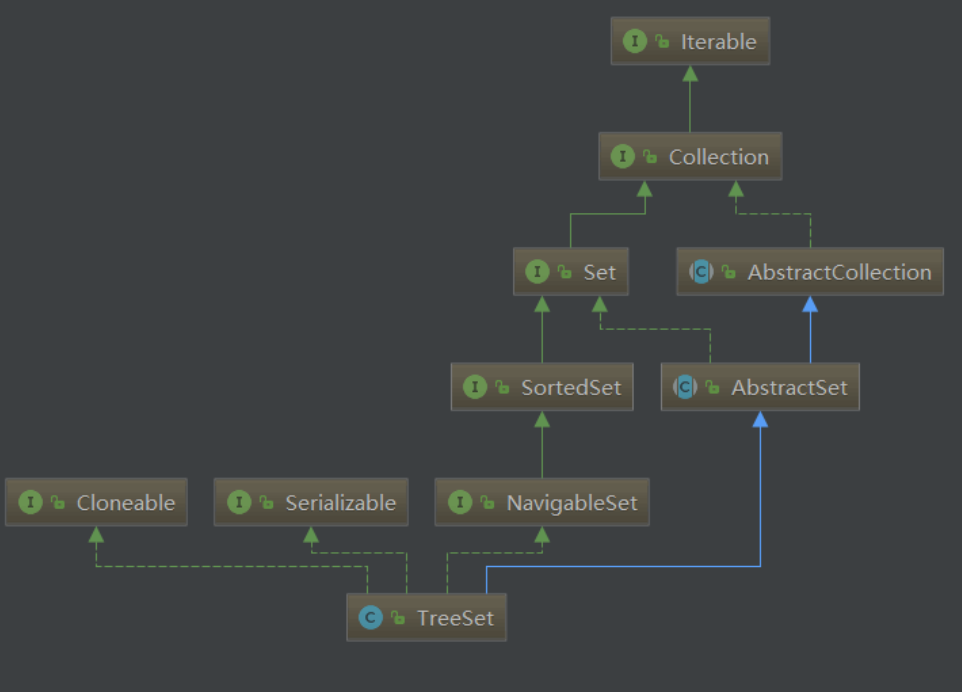 I Iterable
I Collection
I Set
C AbstractCollection
I SortedSet
C AbstractSet
I Cloneable
I Serializable
I NavigableSet
C TreeSet